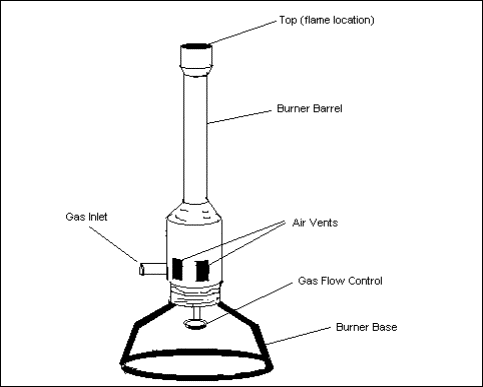 Top (flame location)
Burner Barrel
Gas Inlet
Air Vents
Gas Flow Control
Burner Base